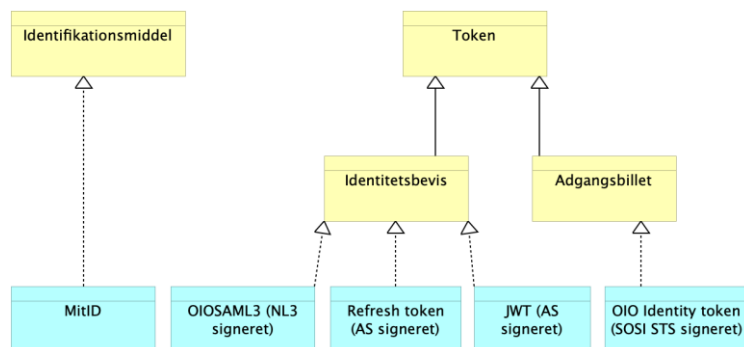 Identifikationsmiddel
Token
Identitetsbevis
Adgangsbillet
MitID
OIOSAML3 (NL3
signeret)
Refresh token
(AS signeret)
JWT (AS
signeret)
OIO Identity token
(SOSI STS signeret)